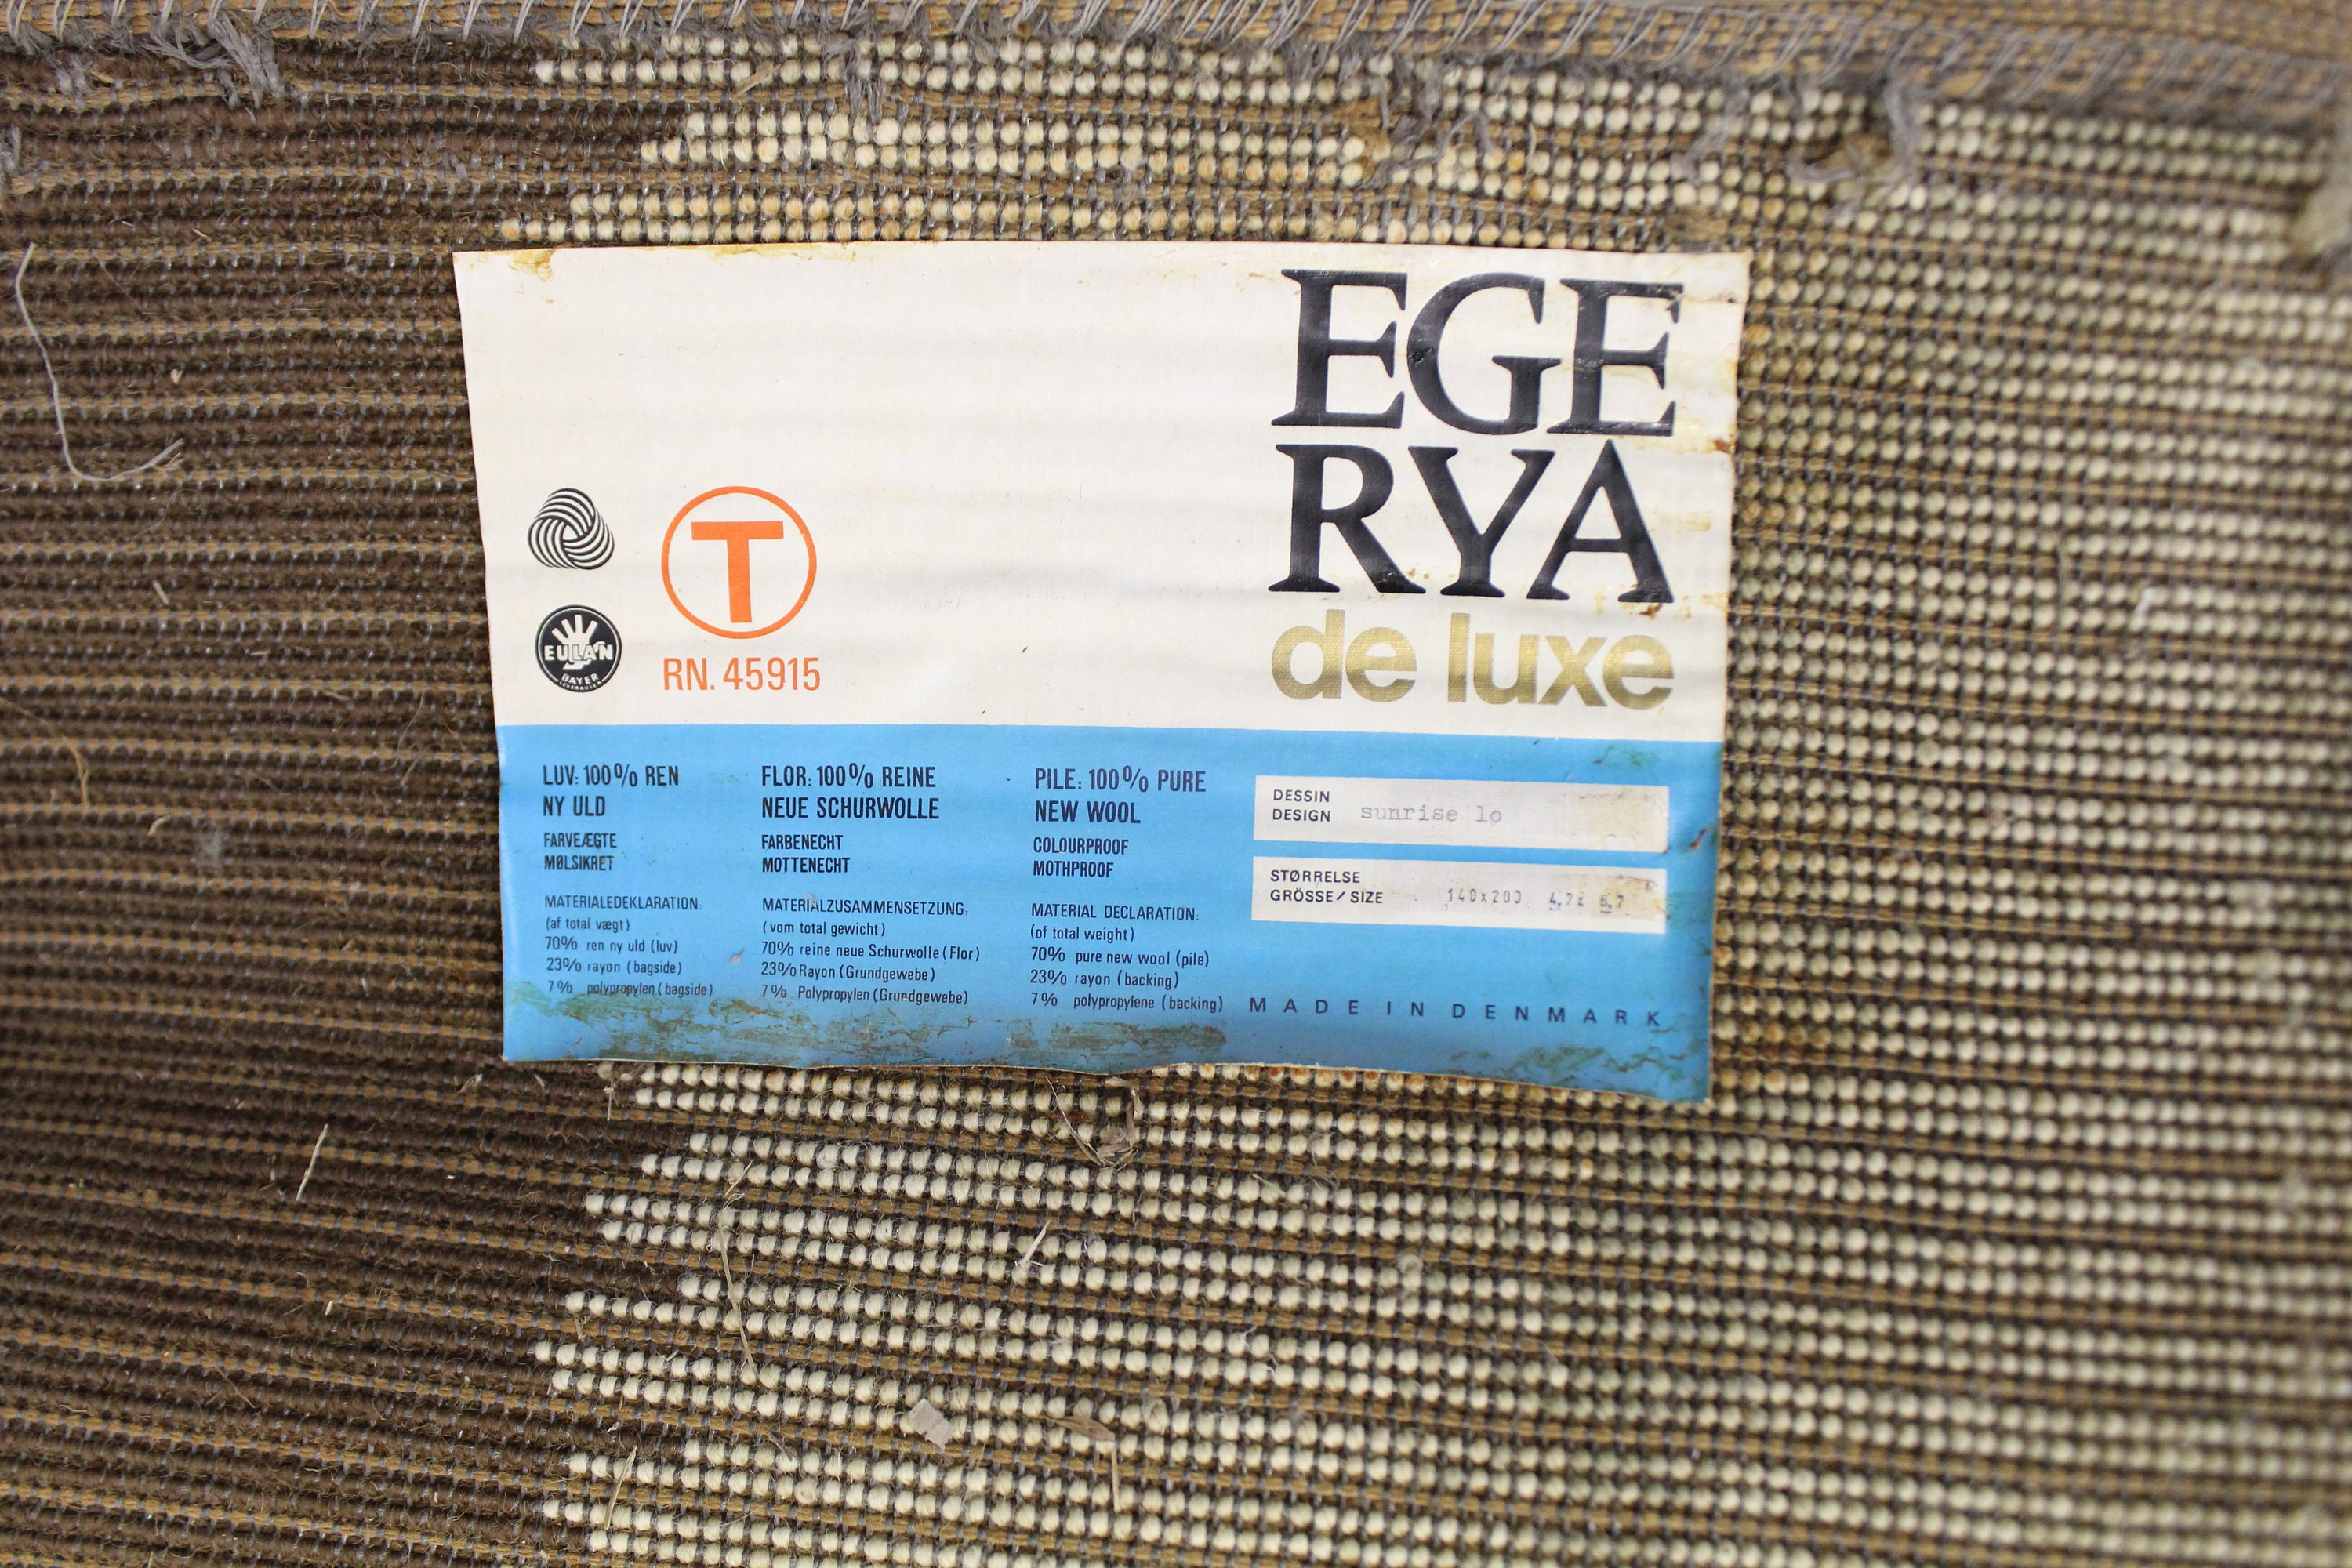 EGE
RYA
de luxe
T
EULAN
BAYER
RN. 45915
LUV: 100% REN
NY ULD
FARVEÆGTE
MØLSIKRET
MATERIALEDEKLARATION:
(af total vægt)
70% ren ny uld (luv)
23% rayon (bagside)
7% polypropylen (bagside)
FLOR: 100% REINE
NEUE SCHURWOLLE
FARBENECHT
MOTTENECHT
MATERIALZUSAMMENSETZUNG:
(vom total gewicht)
70% reine neue Schurwolle (Flor)
23% Rayon (Grundgewebe)
7% Polypropylen (Grundgewebe)
PILE: 100% PURE
NEW WOOL
COLOURPROOF
MOTHPROOF
MATERIAL DECLARATION:
(of total weight)
70% pure new wool (pile)
23% rayon (backing)
7% polypropylene (backing)
DESSIN
DESIGN sunrise lo
STØRRELSE
GRÖSSE/SIZE 140x200
MADE IN DENMARK